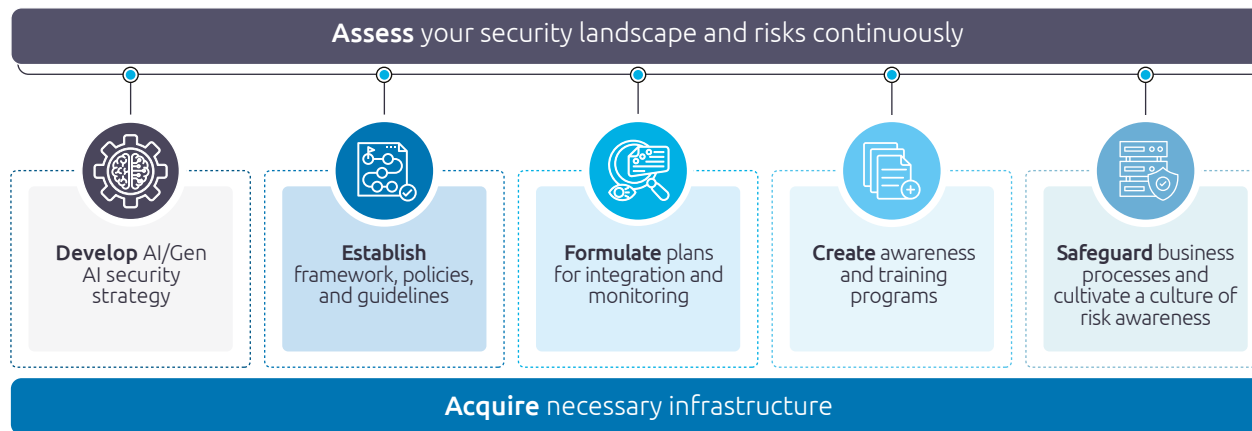 Assess your security landscape and risks continuously
Develop AI/Gen
AI security
strategy
Establish
framework, policies,
and guidelines
Formulate plans
for integration and
monitoring
Create awareness
and training
programs
Safeguard business
processes and
cultivate a culture of
risk awareness
Acquire necessary infrastructure